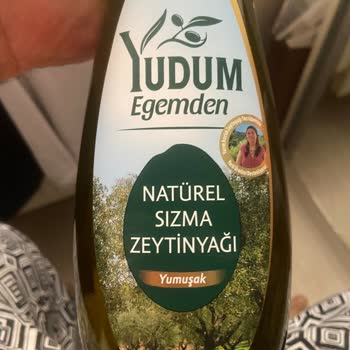 YUDUM
Egemden
NATÜREL
SIZMA
ZEYTİNYAĞI
Yumuşak